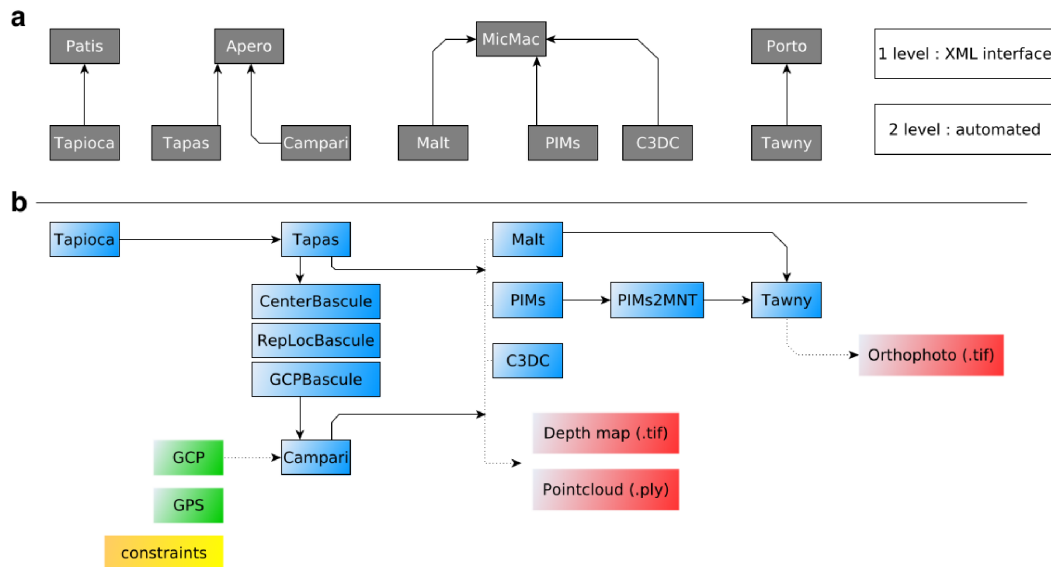 a
Patis
Apero
MicMac
Porto
1 level : XML interface
Tapioca
Tapas
Campari
Malt
PIMs
C3DC
Tawny
2 level : automated
b
Tapioca
Tapas
Malt
CenterBascule
PIMs
PIMs2MNT
Tawny
RepLocBascule
Orthophoto (.tif)
GCPBascule
C3DC
Depth map (.tif)
GCP
Campari
Pointcloud (.ply)
GPS
constraints